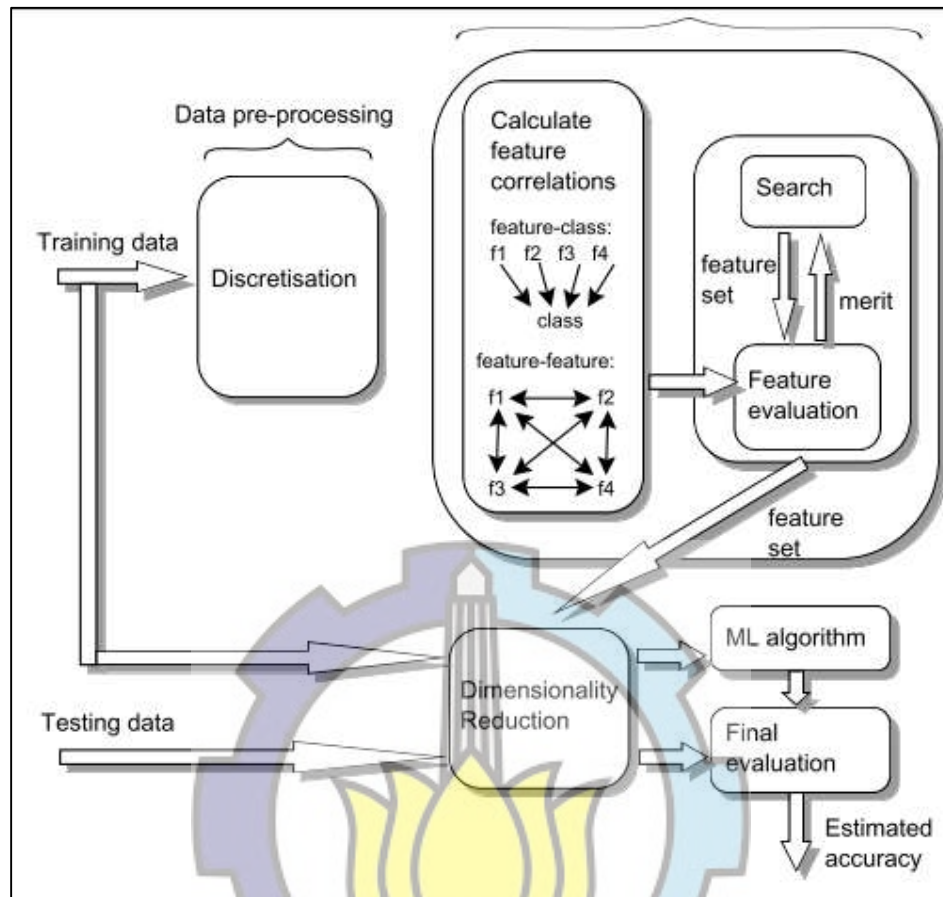 Data pre-processing
Calculate
feature
correlations
feature-class:
f1 f2 f3 f4
class
feature-feature:
f1 f2
f3 f4
Search
feature
set
merit
Feature
evaluation
Training data
Discretisation
feature
set
ML algorithm
Dimensionality
Reduction
Testing data
Final
evaluation
Estimated
accuracy